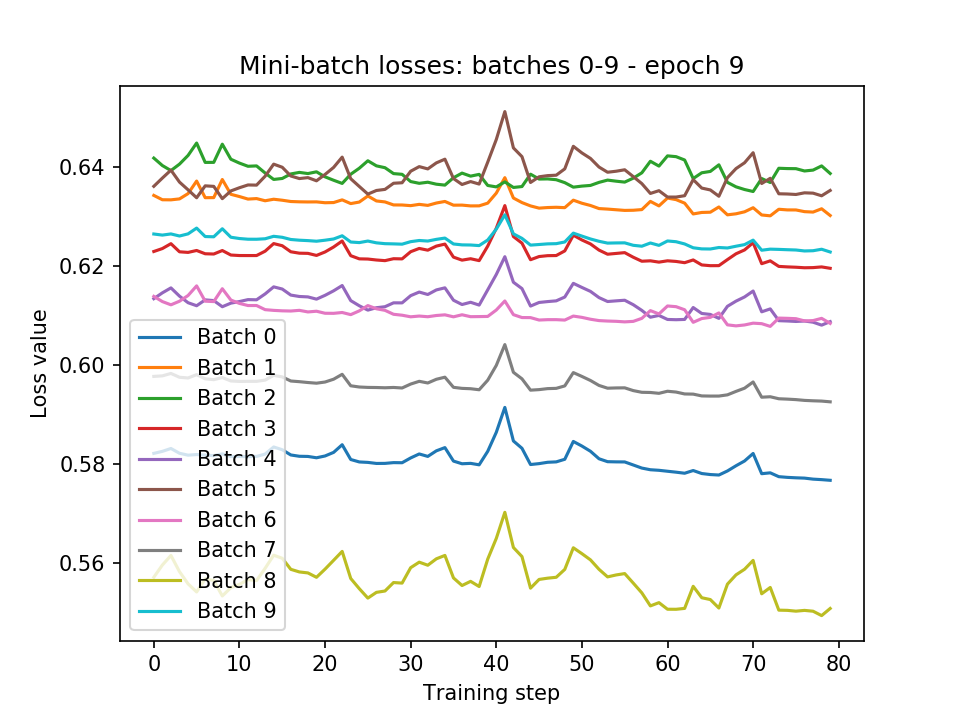 Mini-batch losses: batches 0-9 - epoch 9
0.64
0.62
0.60
0.58
0.56
Loss value
Batch 0
Batch 1
Batch 2
Batch 3
Batch 4
Batch 5
Batch 6
Batch 7
Batch 8
Batch 9
0 10 20 30 40 50 60 70 80
Training step